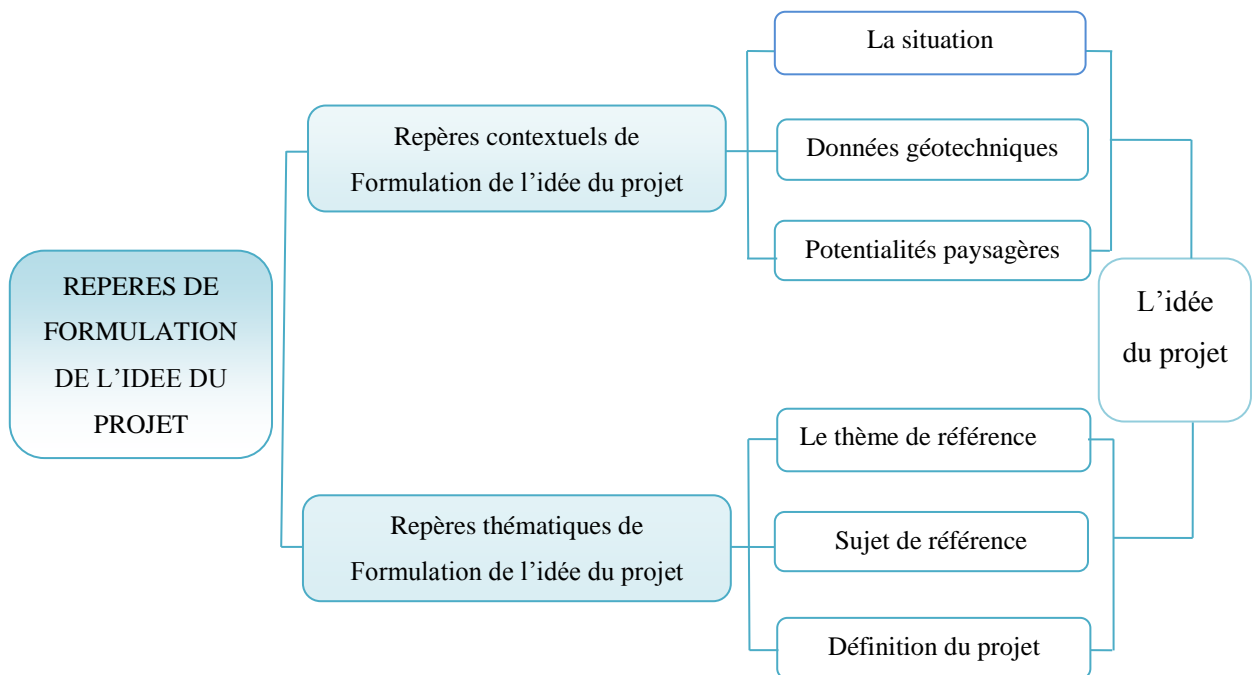 La situation
Repères contextuels de
Formulation de l’idée du projet
Données géotechniques
Potentialités paysagères
REPERES DE
FORMULATION
DE L’IDEE DU
PROJET
L’idée
du projet
Le thème de référence
Repères thématiques de
Formulation de l’idée du projet
Sujet de référence
Définition du projet